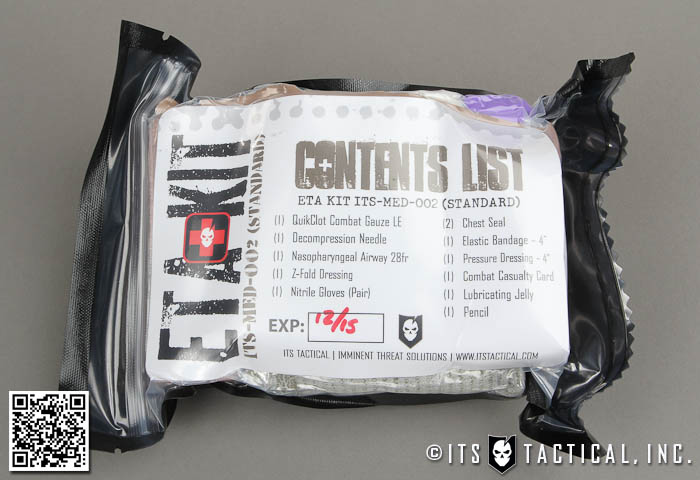 ETA KIT
ITS-MED-002 (STANDARD)
CONTENTS LIST
ETA KIT ITS-MED-002 (STANDARD)
(1) QuikClot Combat Gauze LE
(1) Decompression Needle
(1) Nasopharyngeal Airway 28fr
(1) Z-Fold Dressing
(1) Nitrile Gloves (Pair)
(2) Chest Seal
(1) Elastic Bandage - 4"
(1) Pressure Dressing - 4"
(1) Combat Casualty Card
(1) Lubricating Jelly
(1) Pencil
EXP: 12/15
ITS TACTICAL | IMMINENT THREAT SOLUTIONS | WWW.ITSTACTICAL.COM
© ITS TACTICAL, INC.